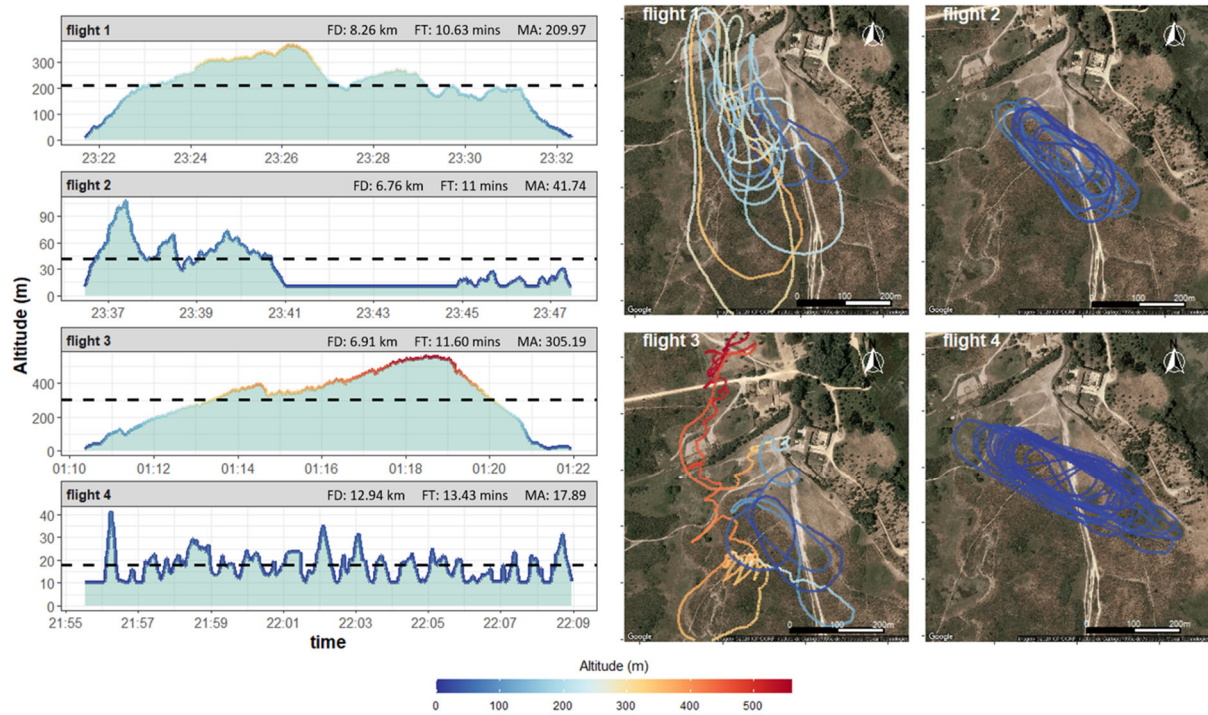 flight 1 FD: 8.26 km FT: 10.63 mins MA: 209.97
300
200
100
0
23:22 23:24 23:26 23:28 23:30 23:32
flight 2 FD: 6.76 km FT: 11 mins MA: 41.74
90
60
30
0
23:37 23:39 23:41 23:43 23:45 23:47
flight 3 FD: 6.91 km FT: 11.60 mins MA: 305.19
400
200
0
01:10 01:12 01:14 01:16 01:18 01:20 01:22
flight 4 FD: 12.94 km FT: 13.43 mins MA: 17.89
40
30
20
10
0
21:55 21:57 21:59 22:01 22:03 22:05 22:07 22:09
Altitude (m)
time
flight 1
N
0 100 200m
Google
flight 2
N
0 100 200m
Google
flight 3
N
0 100 200m
Google
flight 4
N
0 100 200m
Google
Altitude (m)
0 100 200 300 400 500